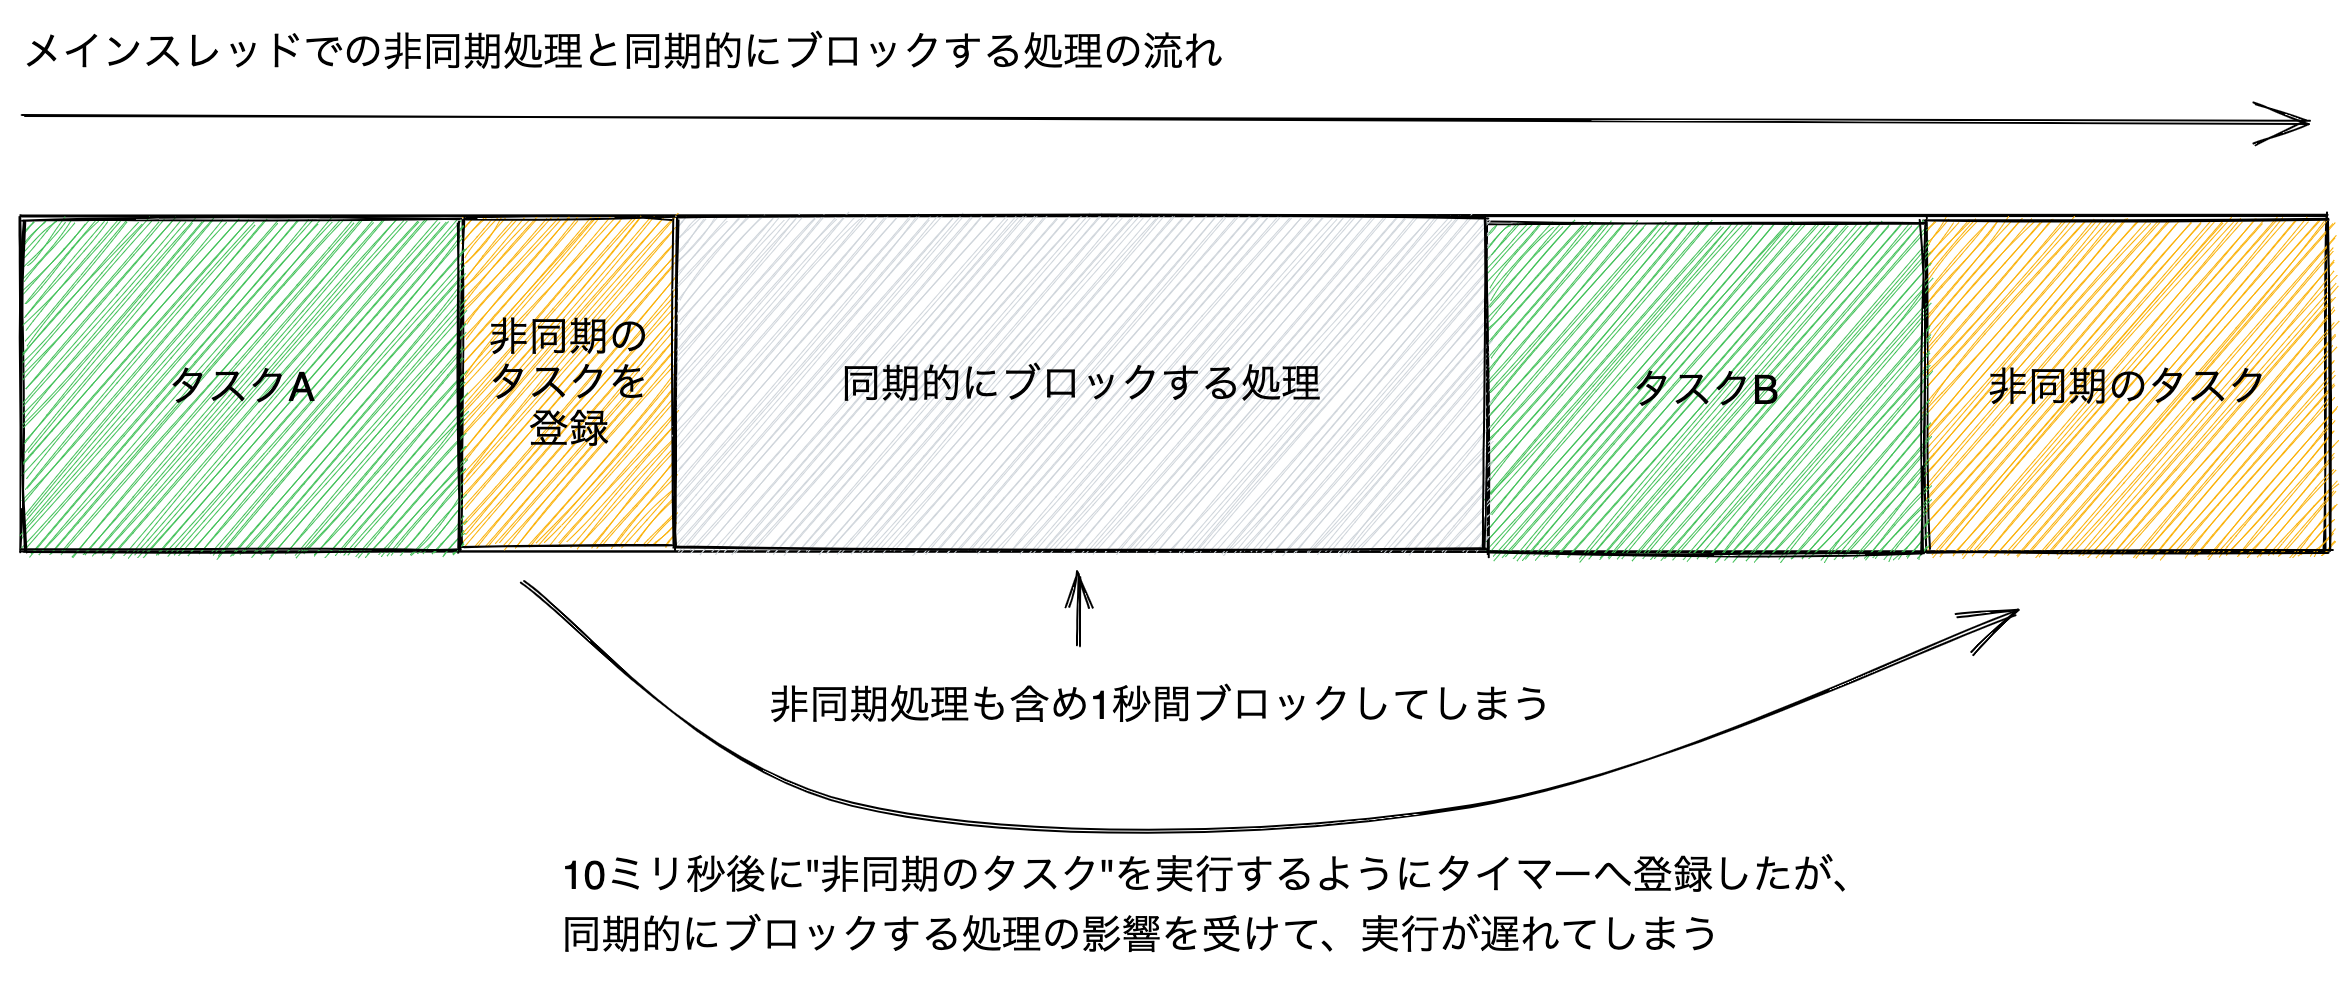 メインスレッドでの非同期処理と同期的にブロックする処理の流れ
タスクA
非同期の
タスクを
登録
同期的にブロックする処理
タスクB
非同期のタスク
非同期処理も含め1秒間ブロックしてしまう
10ミリ秒後に"非同期のタスク"を実行するようにタイマーへ登録したが、
同期的にブロックする処理の影響を受けて、実行が遅れてしまう